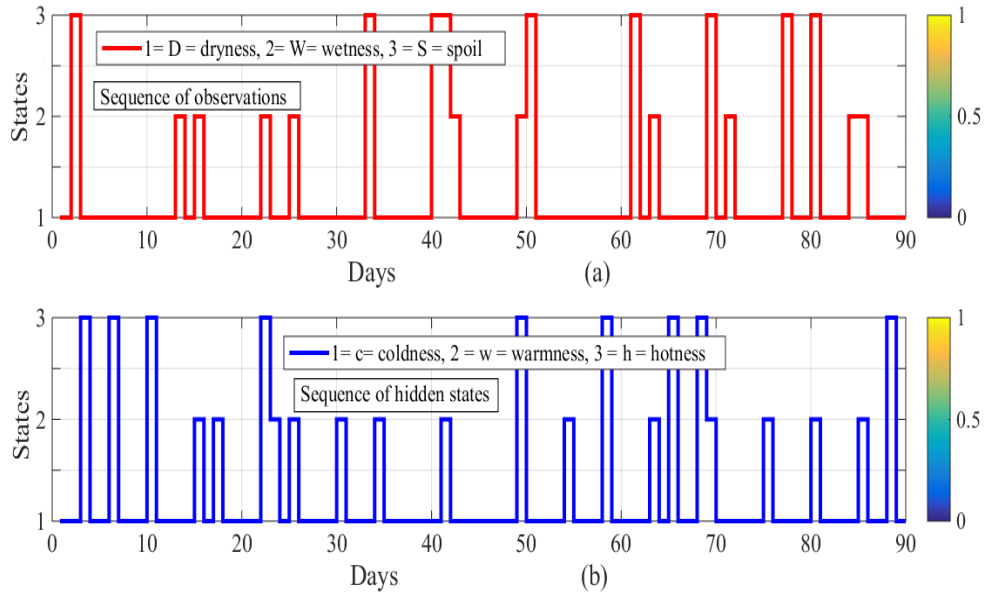 3
1= D = dryness, 2= W= wetness, 3 = S = spoil
Sequence of observations
2
1
States
0 10 20 30 40 50 60 70 80 90
Days (a)
1
0.5
0
3
1= c= coldness, 2 = w = warmness, 3 = h = hotness
Sequence of hidden states
2
1
States
0 10 20 30 40 50 60 70 80 90
Days (b)
1
0.5
0